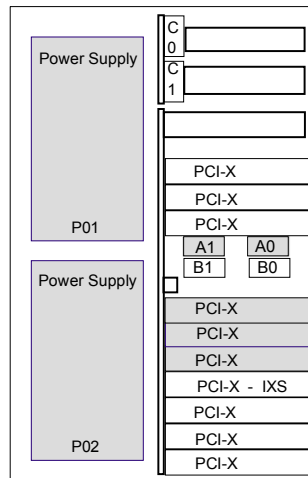 C
0
Power Supply
C
1
PCI-X
PCI-X
PCI-X
P01
A1 A0
B1 B0
Power Supply
PCI-X
PCI-X
PCI-X
PCI-X - IXS
PCI-X
PCI-X
P02
PCI-X